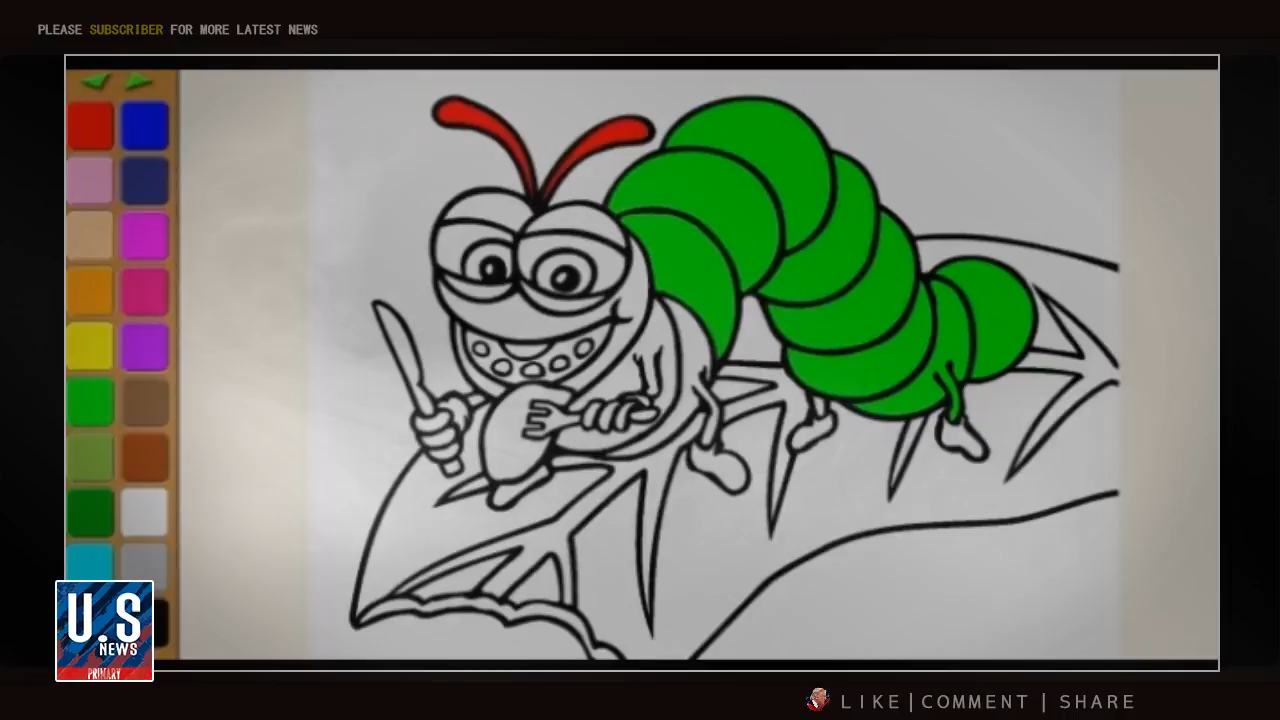 PLEASE SUBSCRIBER FOR MORE LATEST NEWS
U.S
NEWS
PRIMARY
LIKE|COMMENT | SHARE